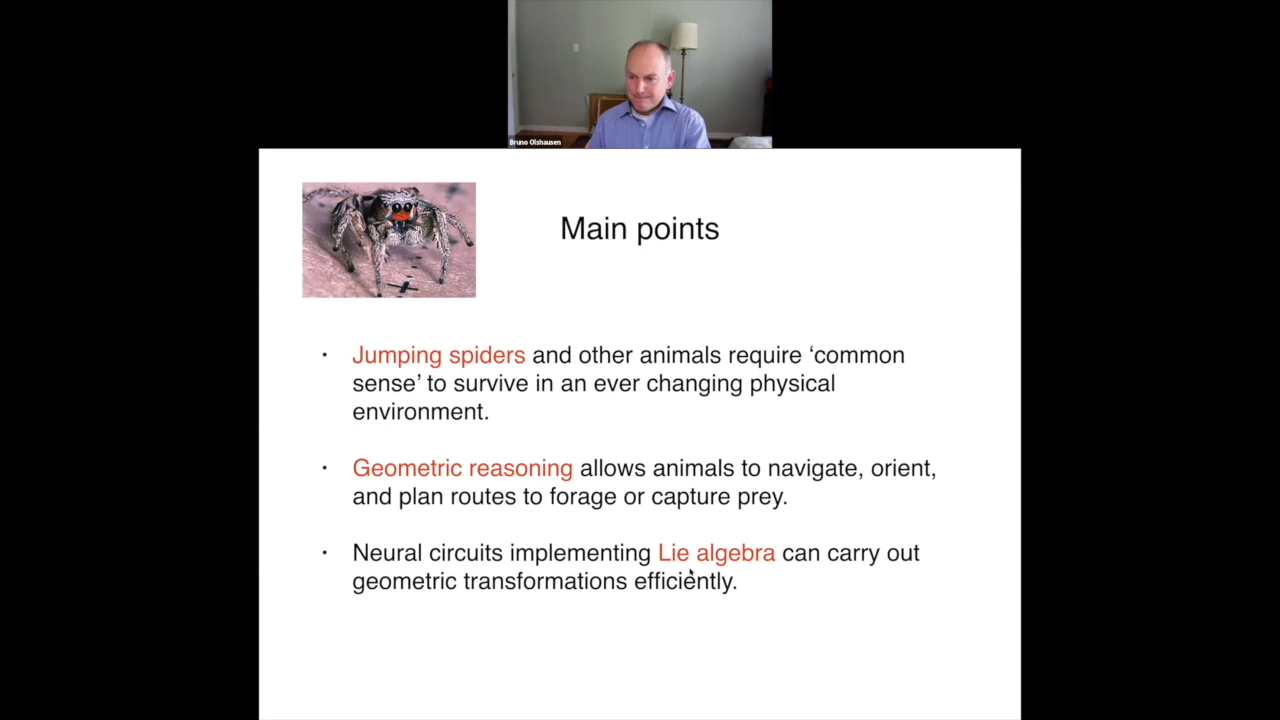 Bruno Olshausen
Main points
• Jumping spiders and other animals require ‘common
sense’ to survive in an ever changing physical
environment.
• Geometric reasoning allows animals to navigate, orient,
and plan routes to forage or capture prey.
• Neural circuits implementing Lie algebra can carry out
geometric transformations efficiently.